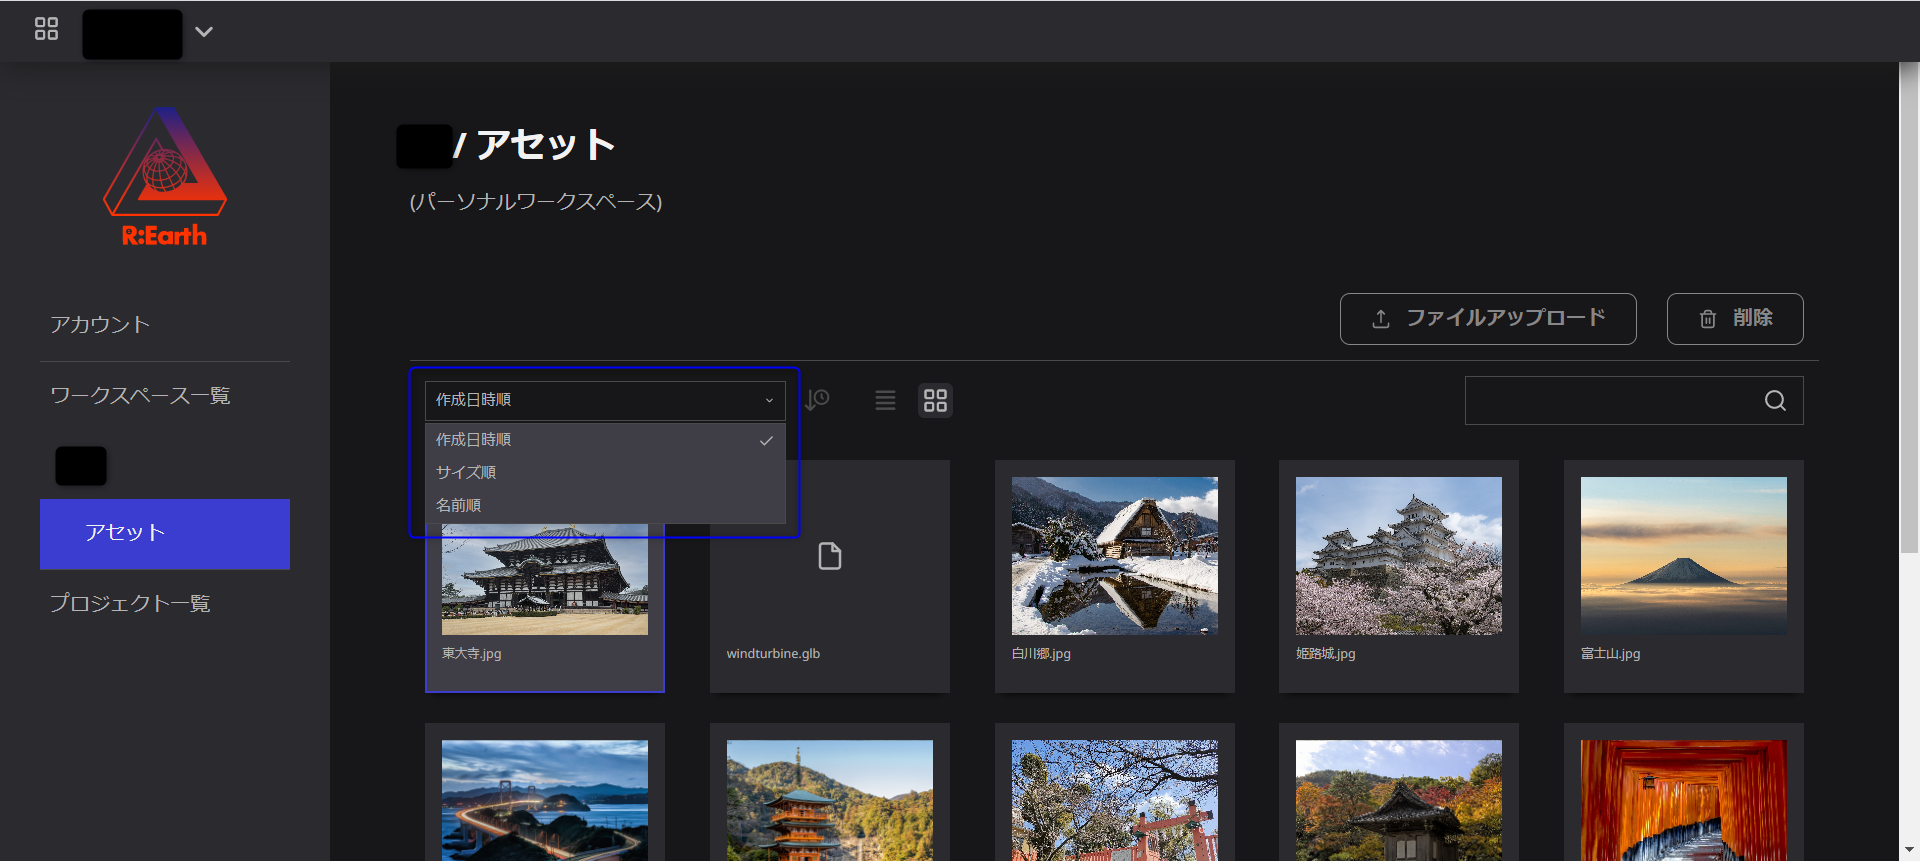 / アセット
(パーソナルワークスペース)
R:Earth
アカウント
ワークスペース一覧
アセット
プロジェクト一覧
ファイルアップロード
削除
作成日時順
作成日時順
サイズ順
名前順
東大寺.jpg
windturbine.glb
白川郷.jpg
姫路城.jpg
富士山.jpg